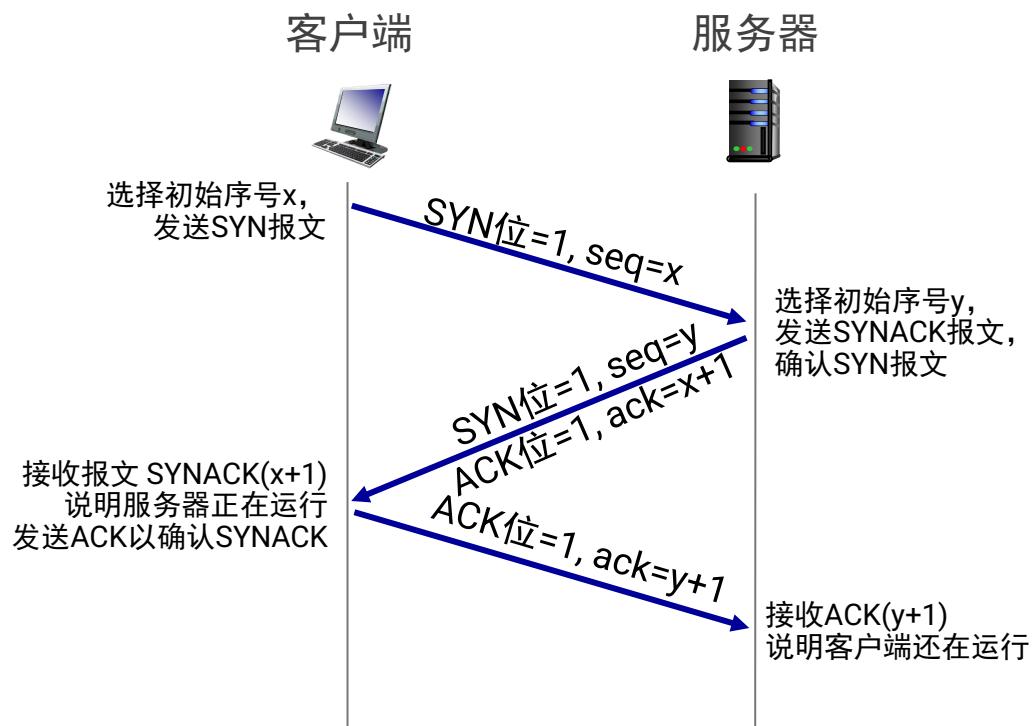 客户端
服务器
选择初始序号x，
发送SYN报文
SYN位=1, seq=x
选择初始序号y，
发送SYNACK报文，
确认SYN报文
SYN位=1, seq=y
ACK位=1, ack=x+1
接收报文 SYNACK(x+1)
说明服务器正在运行
发送ACK以确认SYNACK
ACK位=1, ack=y+1
接收ACK(y+1)
说明客户端还在运行